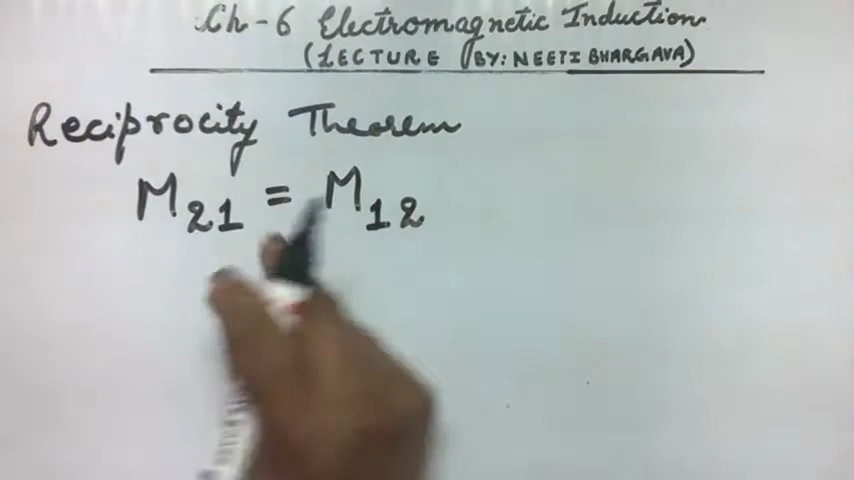 Ch-6 Electromagnetic Induction
(LECTURE BY: NEETI BHARGAVA)
Reciprocity Theorem
M21 = M12